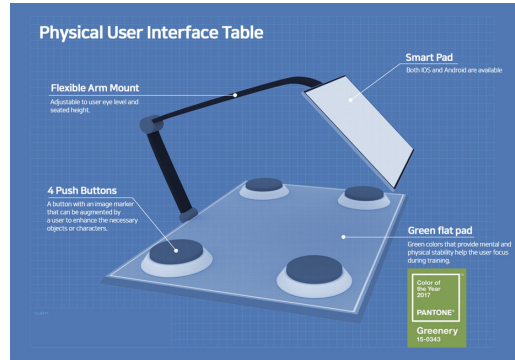 Physical User Interface Table
Smart Pad
Both IOS and Android are available
Flexible Arm Mount
Adjustable to user eye level and
seated height.
4 Push Buttons
A button with an image marker
that can be augmented by
a user to enhance the necessary
objects or characters.
Green flat pad
Green colors that provide mental and
physical stability help the user focus
during training.
Color of
the Year
2017
PANTONE®
Greenery
15-0343